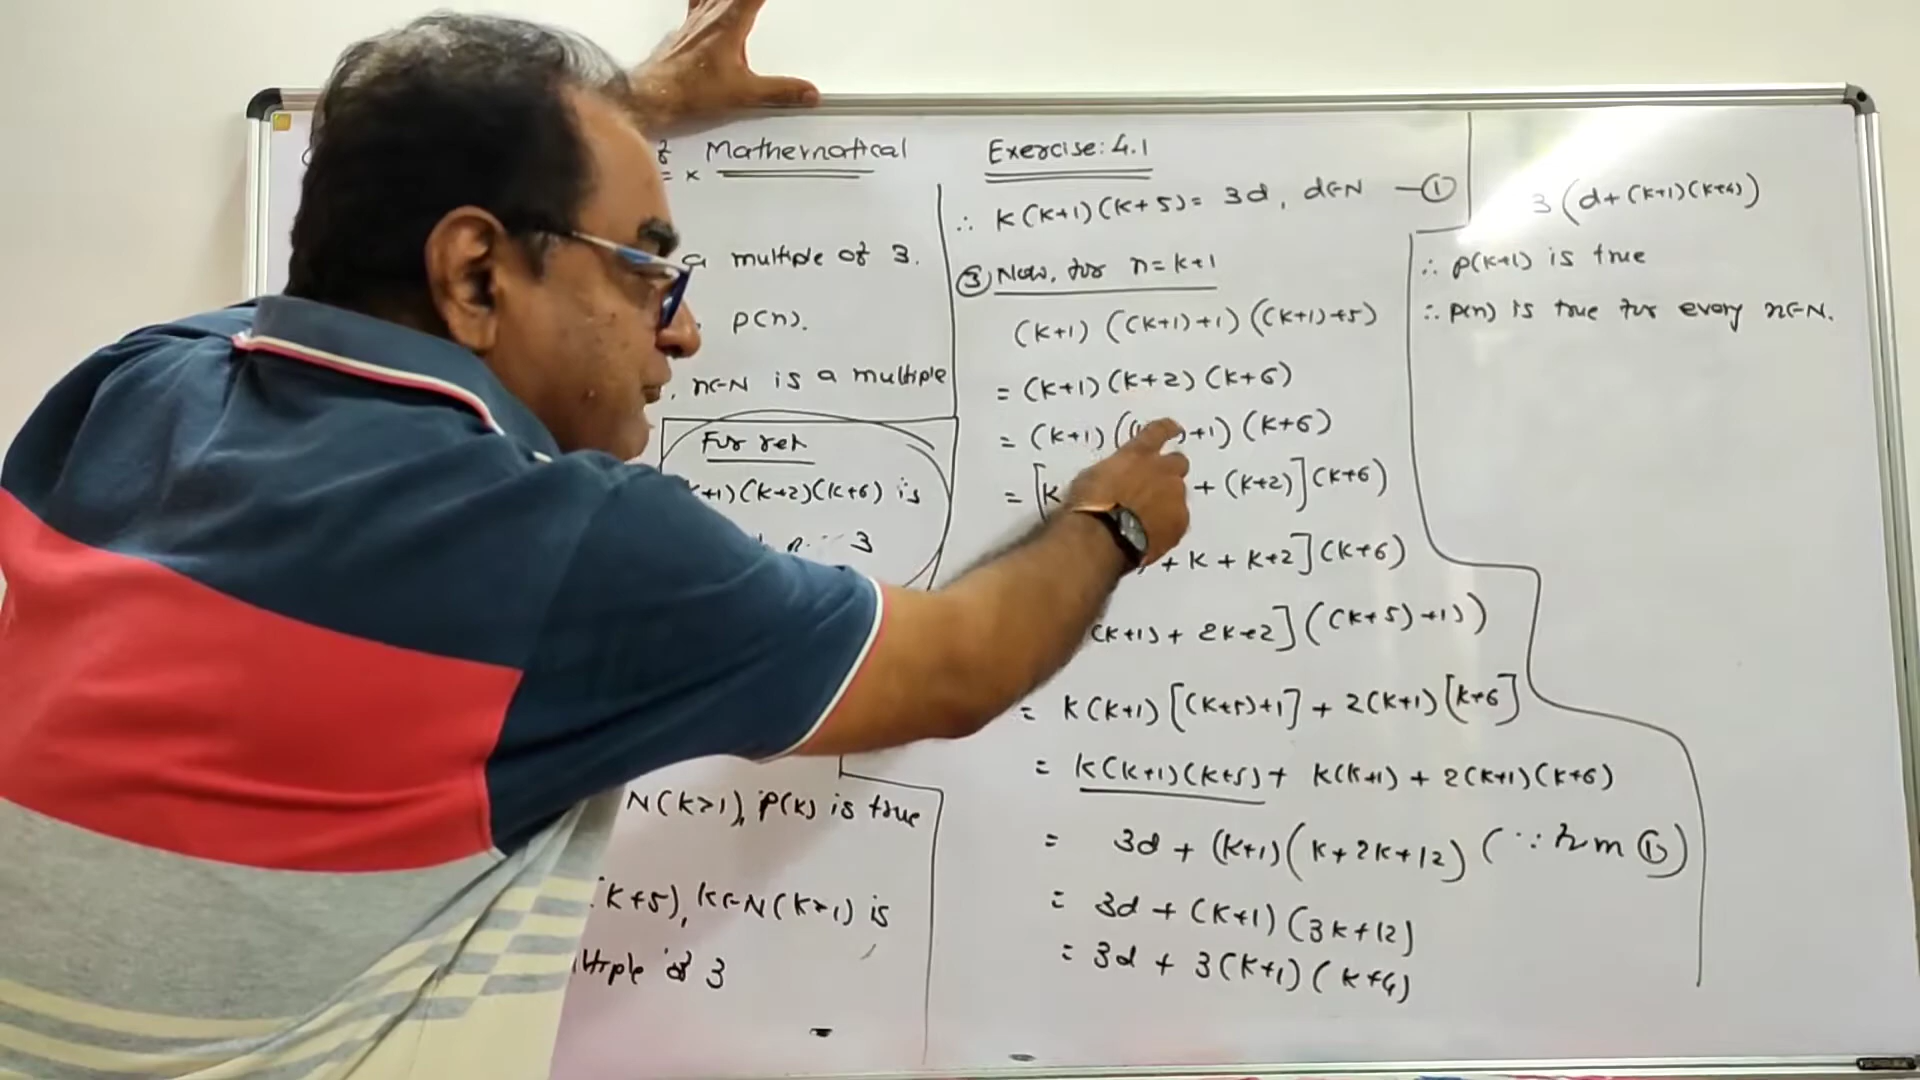 Mathematical
a multiple of 3.
P(n).
, n∈N is a multiple
For ref
+1)(k+2)(k+6) is
3
N(k>1), P(k) is true
k+5), k∈N(k>1) is
ltiple of 3
Exercise: 4.1
∴ k(k+1)(k+5) = 3d, d∈N —①
③ Now, for n=k+1
(k+1)((k+1)+1)((k+1)+5)
= (k+1)(k+2)(k+6)
= (k+1)( +1)(k+6)
= [k + (k+2)](k+6)
+ k + k+2](k+6)
(k+1) + 2k+2]((k+5)+1))
= k(k+1)[(k+5)+1] + 2(k+1)[k+6]
= k(k+1)(k+5) + k(k+1) + 2(k+1)(k+6)
= 3d + (k+1)(k+2k+12) (∵ ①)
= 3d + (k+1)(3k+12)
= 3d + 3(k+1)(k+4)
3(d+(k+1)(k+4))
∴ P(k+1) is true
∴ P(n) is true for every n∈N.